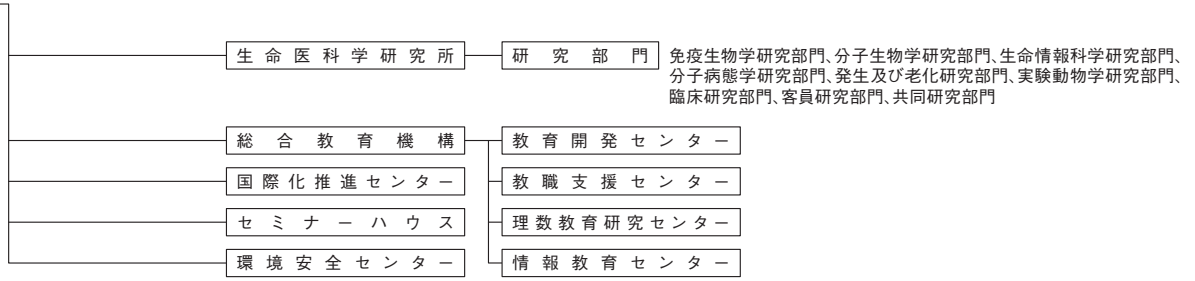 生命医科学研究所
研究部門
免疫生物学研究部門、分子生物学研究部門、生命情報科学研究部門、
分子病態学研究部門、発生及び老化研究部門、実験動物学研究部門、
臨床研究部門、客員研究部門、共同研究部門
総合教育機構
教育開発センター
国際化推進センター
教職支援センター
セミナーハウス
理数教育研究センター
環境安全センター
情報教育センター